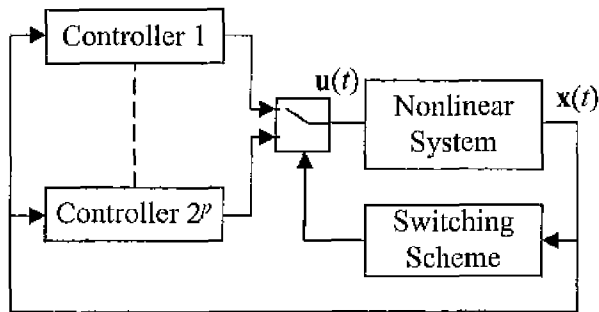 Controller 1
u(t)
x(t)
Nonlinear
System
Controller 2^p
Switching
Scheme